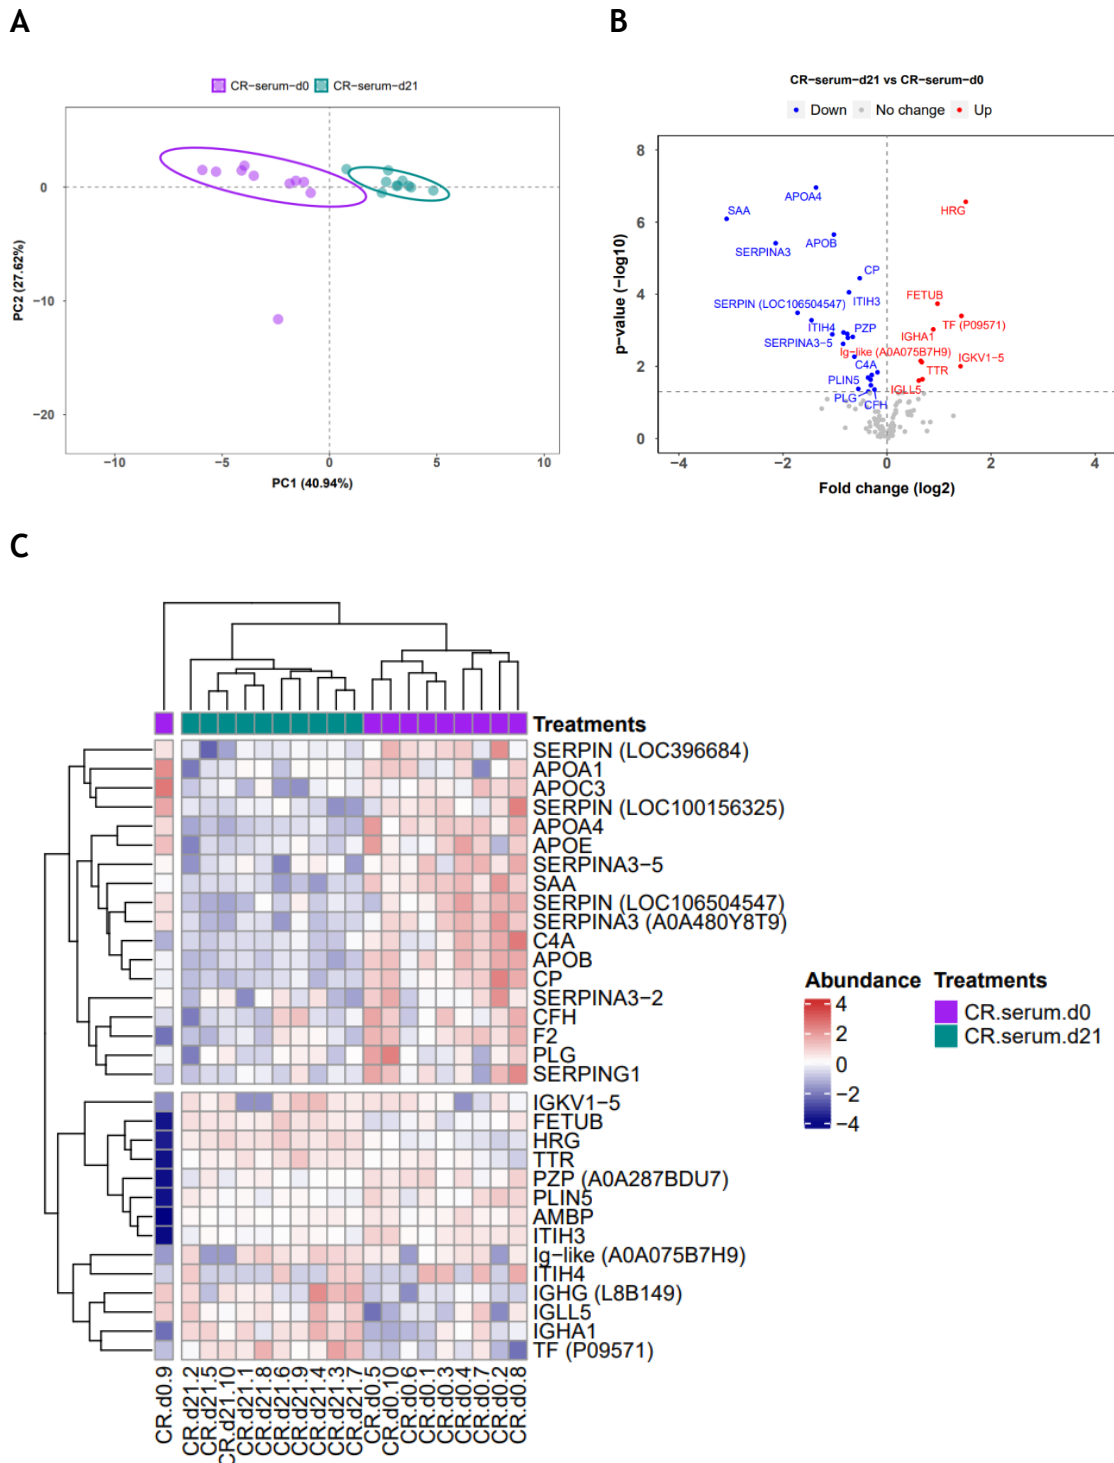 A
B
CR-serum-d0 CR-serum-d21
0
−10
−20
−10 −5 0 5 10
PC1 (40.94%)
PC2 (27.62%)
CR-serum-d21 vs CR-serum-d0
Down No change Up
8
6
4
2
0
−4 −2 0 2 4
Fold change (log2)
p-value (−log10)
APOA4
SAA
HRG
SERPINA3
APOB
CP
ITIH3
FETUB
SERPIN (LOC106504547)
TF (P09571)
ITIH4
PZP
IGHA1
SERPINA3-5
Ig-like (A0A075B7H9)
IGKV1-5
C4A
TTR
PLIN5
IGLL5
PLG
CFH
C
Treatments
SERPIN (LOC396684)
APOA1
APOC3
SERPIN (LOC100156325)
APOA4
APOE
SERPINA3-5
SAA
SERPIN (LOC106504547)
SERPINA3 (A0A480Y8T9)
C4A
APOB
CP
SERPINA3-2
CFH
F2
PLG
SERPING1
IGKV1-5
FETUB
HRG
TTR
PZP (A0A287BDU7)
PLIN5
AMBP
ITIH3
Ig-like (A0A075B7H9)
ITIH4
IGHG (L8B149)
IGLL5
IGHA1
TF (P09571)
CR.d0.9
CR.d21.2
CR.d21.5
CR.d21.10
CR.d21.1
CR.d21.8
CR.d21.6
CR.d21.9
CR.d21.4
CR.d21.3
CR.d21.7
CR.d0.5
CR.d0.10
CR.d0.6
CR.d0.1
CR.d0.3
CR.d0.4
CR.d0.7
CR.d0.2
CR.d0.8
Abundance
4
2
0
−2
−4
Treatments
CR.serum.d0
CR.serum.d21